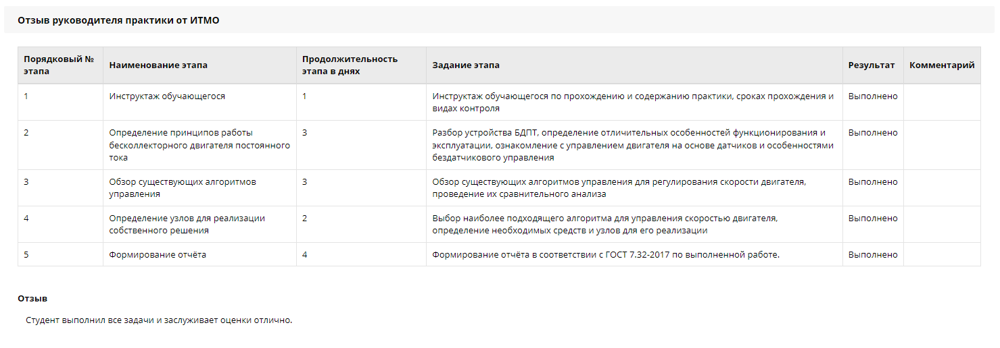 Отзыв руководителя практики от ИТМО
Порядковый № этапа
Наименование этапа
Продолжительность этапа в днях
Задание этапа
Результат
Комментарий
1
Инструктаж обучающегося
1
Инструктаж обучающегося по прохождению и содержанию практики, сроках прохождения и
видах контроля
Выполнено
2
Определение принципов работы
бесколлекторного двигателя постоянного
тока
3
Разбор устройства БДПТ, определение отличительных особенностей функционирования и
эксплуатации, ознакомление с управлением двигателя на основе датчиков и особенностями
бездатчикового управления
Выполнено
3
Обзор существующих алгоритмов
управления
3
Обзор существующих алгоритмов управления для регулирования скорости двигателя,
проведение их сравнительного анализа
Выполнено
4
Определение узлов для реализации
собственного решения
2
Выбор наиболее подходящего алгоритма для управления скоростью двигателя,
определение необходимых средств и узлов для его реализации
Выполнено
5
Формирование отчёта
4
Формирование отчёта в соответствии с ГОСТ 7.32-2017 по выполненной работе.
Выполнено
Отзыв
Студент выполнил все задачи и заслуживает оценки отлично.